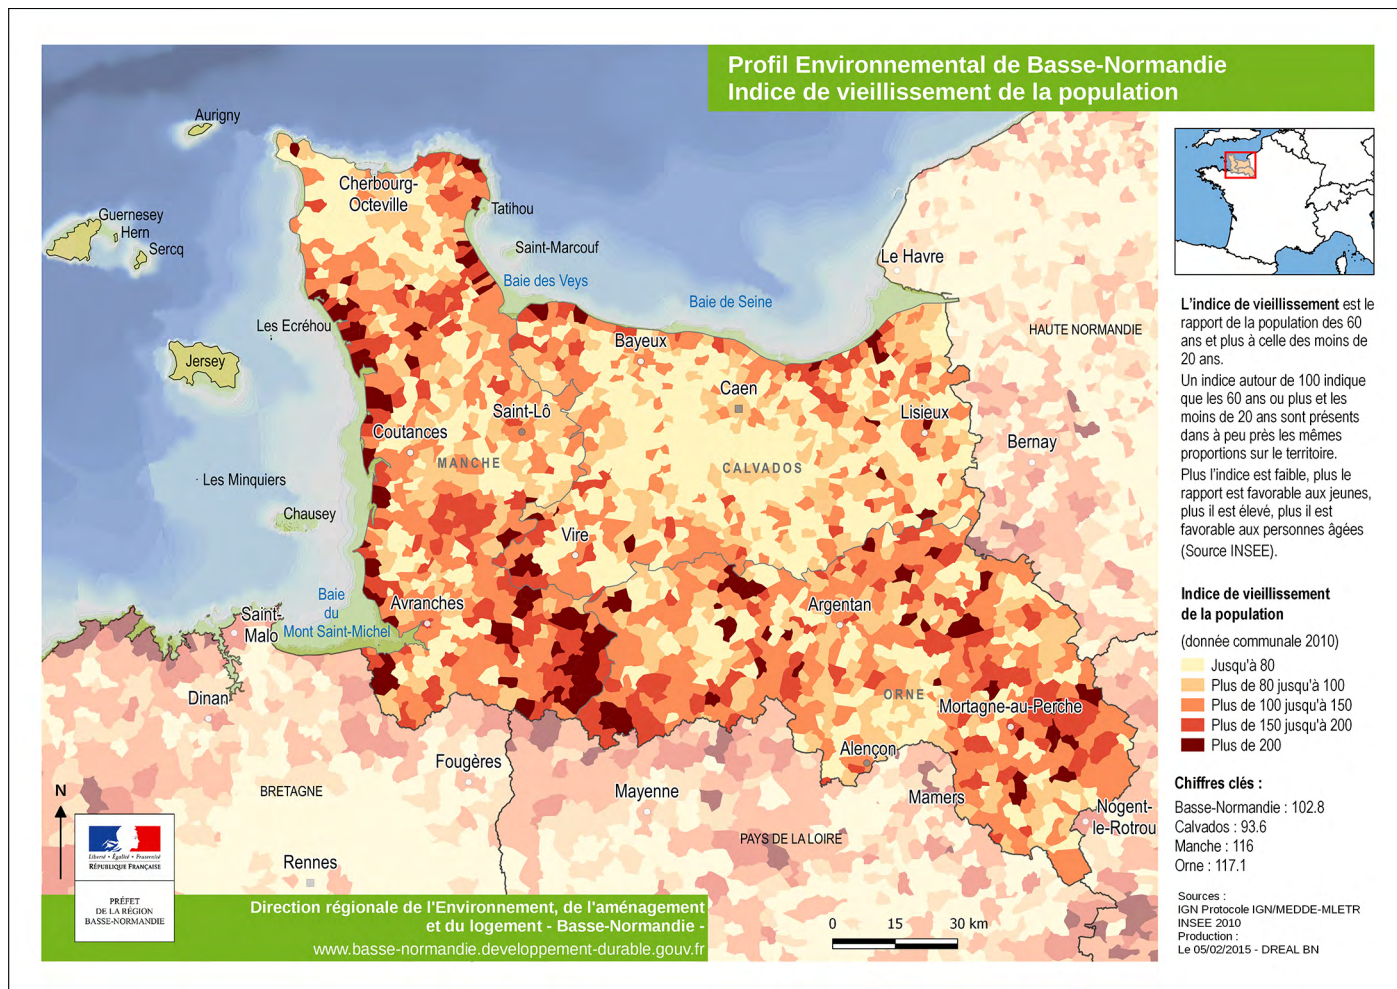 Profil Environnemental de Basse-Normandie
Indice de vieillissement de la population
Aurigny
Cherbourg-
Octeville
Guernesey
Hern
Sercq
Tatihou
Saint-Marcouf
Baie des Veys
Le Havre
Baie de Seine
Les Ecréhou
Bayeux
HAUTE NORMANDIE
Jersey
Caen
Saint-Lô
Lisieux
Coutances
Bernay
MANCHE
CALVADOS
Les Minquiers
Chausey
Vire
Baie
du
Mont Saint-Michel
Avranches
Argentan
Saint-
Malo
Dinan
ORNE
Mortagne-au-Perche
Alençon
Fougères
Mayenne
Mamers
BRETAGNE
Nogent-
le-Rotrou
PAYS DE LA LOIRE
Rennes
L'indice de vieillissement est le
rapport de la population des 60
ans et plus à celle des moins de
20 ans.
Un indice autour de 100 indique
que les 60 ans ou plus et les
moins de 20 ans sont présents
dans à peu près les mêmes
proportions sur le territoire.
Plus l'indice est faible, plus le
rapport est favorable aux jeunes,
plus il est élevé, plus il est
favorable aux personnes âgées
(Source INSEE).
Indice de vieillissement
de la population
(donnée communale 2010)
Jusqu'à 80
Plus de 80 jusqu'à 100
Plus de 100 jusqu'à 150
Plus de 150 jusqu'à 200
Plus de 200
Chiffres clés :
Basse-Normandie : 102.8
Calvados : 93.6
Manche : 116
Orne : 117.1
Sources :
IGN Protocole IGN/MEDDE-MLETR
INSEE 2010
Production :
Le 05/02/2015 - DREAL BN
N
Liberté • Égalité • Fraternité
RÉPUBLIQUE FRANÇAISE
PRÉFET
DE LA RÉGION
BASSE-NORMANDIE
Direction régionale de l'Environnement, de l'aménagement
et du logement - Basse-Normandie -
www.basse-normandie.developpement-durable.gouv.fr
0 15 30 km